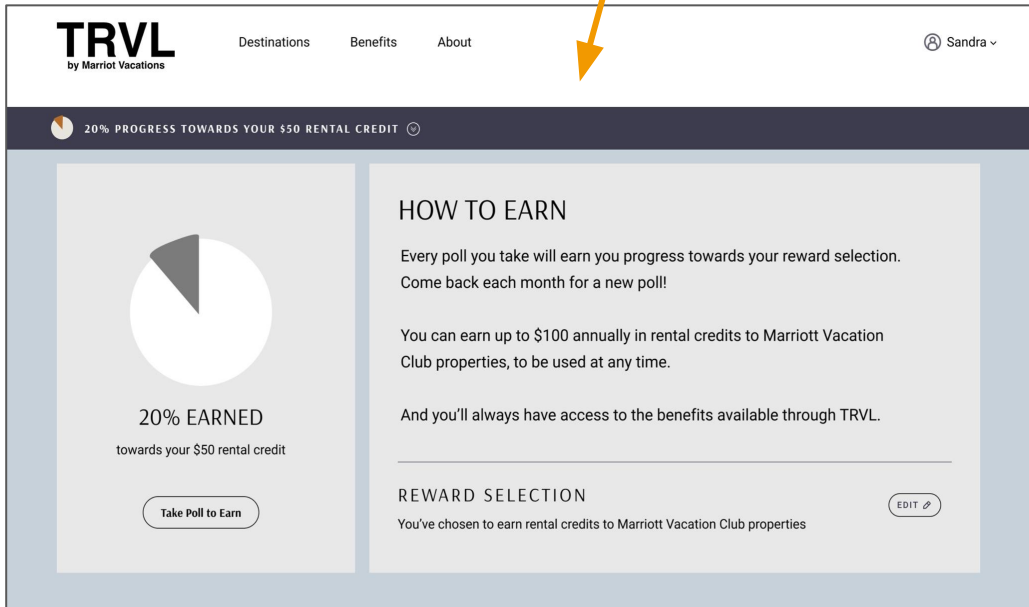 TRVL
by Marriot Vacations
Destinations Benefits About
Sandra
20% PROGRESS TOWARDS YOUR $50 RENTAL CREDIT
20% EARNED
towards your $50 rental credit
Take Poll to Earn
HOW TO EARN
Every poll you take will earn you progress towards your reward selection.
Come back each month for a new poll!
You can earn up to $100 annually in rental credits to Marriott Vacation
Club properties, to be used at any time.
And you’ll always have access to the benefits available through TRVL.
REWARD SELECTION
You’ve chosen to earn rental credits to Marriott Vacation Club properties
EDIT